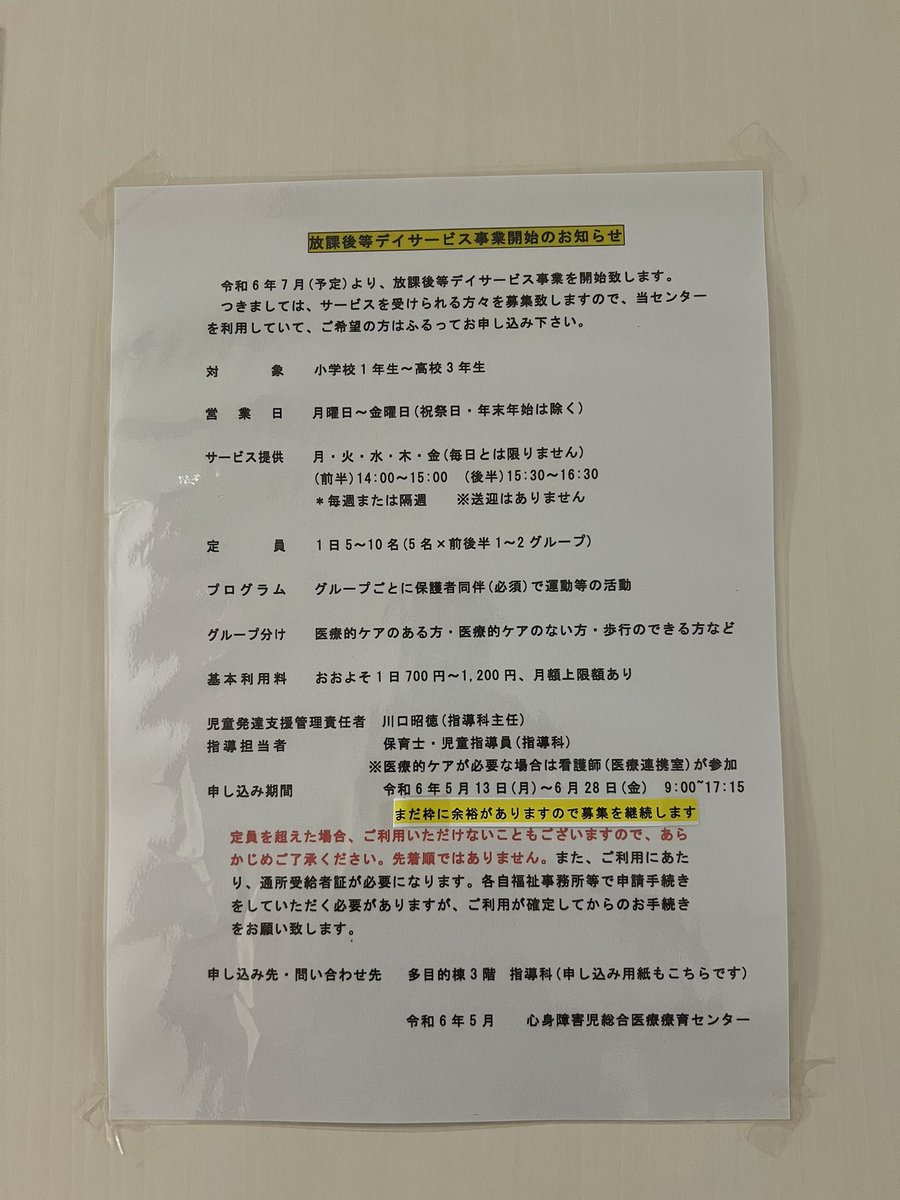 放課後等デイサービス事業開始のお知らせ
令和6年7月(予定)より、放課後等デイサービス事業を開始致します。
つきましては、サービスを受けられる方々を募集致しますので、当センター
を利用していて、ご希望の方はふるってお申し込み下さい。
対　象　小学校1年生～高校3年生
営業日　月曜日～金曜日(祝祭日・年末年始は除く)
サービス提供　月・火・水・木・金(毎日とは限りません)
(前半)14:00～15:00　(後半)15:30～16:30
＊毎週または隔週　※送迎はありません
定　員　1日5～10名(5名×前後半1～2グループ)
プログラム　グループごとに保護者同伴(必須)で運動等の活動
グループ分け　医療的ケアのある方・医療的ケアのない方・歩行のできる方など
基本利用料　おおよそ1日700円～1,200円、月額上限額あり
児童発達支援管理責任者　川口昭徳(指導科主任)
指導担当者　保育士・児童指導員(指導科)
※医療的ケアが必要な場合は看護師(医療連携室)が参加
申し込み期間　令和6年5月13日(月)～6月28日(金)　9:00~17:15
まだ枠に余裕がありますので募集を継続します
定員を超えた場合、ご利用いただけないこともございますので、あら
かじめご了承ください。先着順ではありません。また、ご利用にあた
り、通所受給者証が必要になります。各自福祉事務所等で申請手続き
をしていただく必要がありますが、ご利用が確定してからのお手続き
をお願い致します。
申し込み先・問い合わせ先　多目的棟3階　指導科(申し込み用紙もこちらです)
令和6年5月　心身障害児総合医療療育センター